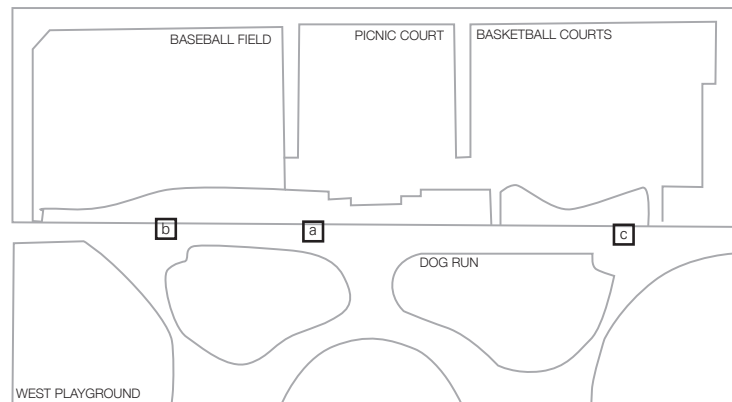 BASEBALL FIELD
PICNIC COURT
BASKETBALL COURTS
b
a
c
DOG RUN
WEST PLAYGROUND